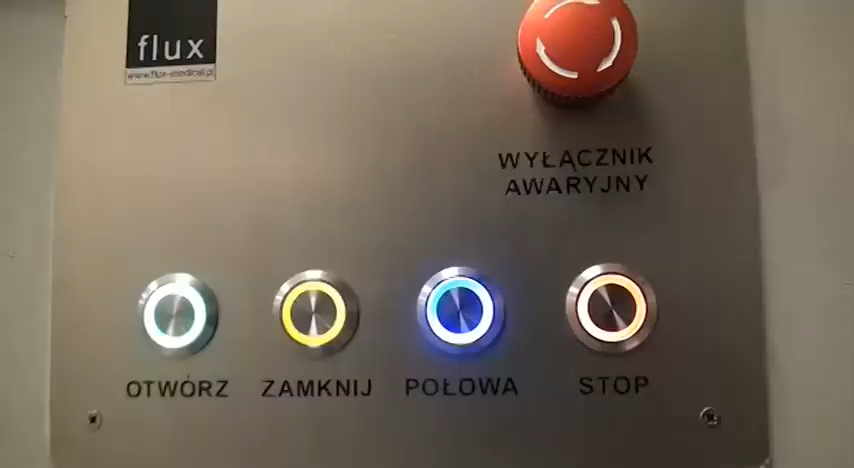 flux
www.flux-medical.pl
WYŁĄCZNIK
AWARYJNY
OTWÓRZ
ZAMKNIJ
POŁOWA
STOP